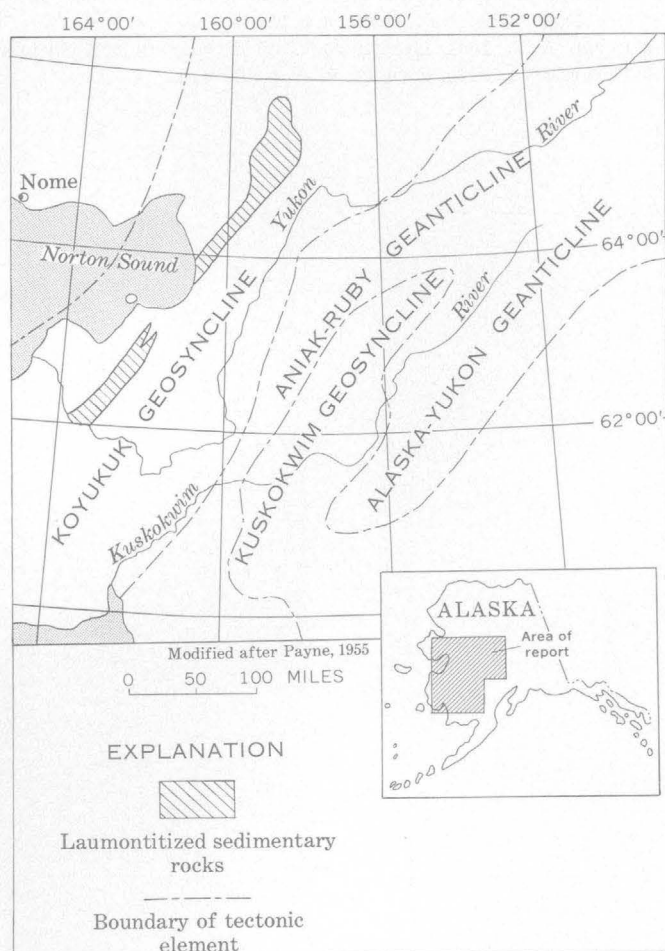 164°00'
160°00'
156°00'
152°00'
Nome
Norton/Sound
Yukon
River
KOYUKUK GEOSYNCLINE
ANIAK-RUBY GEANTICLINE
KUSKOKWIM GEOSYNCLINE
River
ALASKA-YUKON GEANTICLINE
Kuskokwim
64°00'
62°00'
Modified after Payne, 1955
0 50 100 MILES
ALASKA
Area of
report
EXPLANATION
Laumontitized sedimentary
rocks
Boundary of tectonic
element